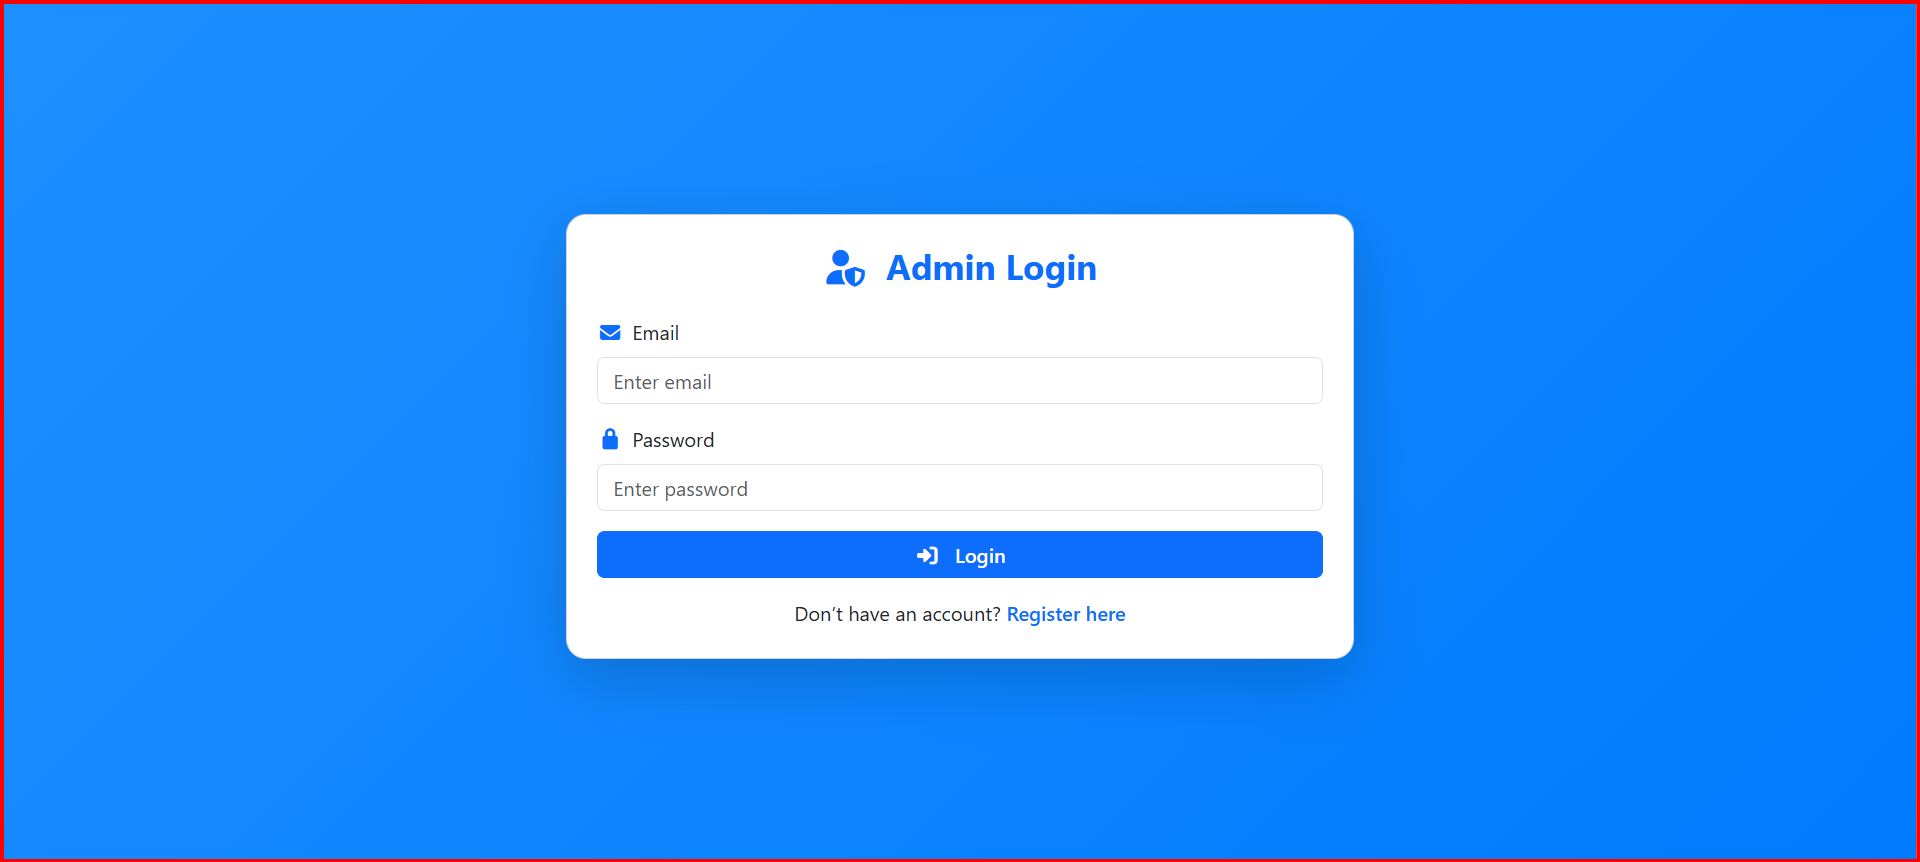 Admin Login
Email
Enter email
Password
Enter password
Login
Don't have an account? Register here